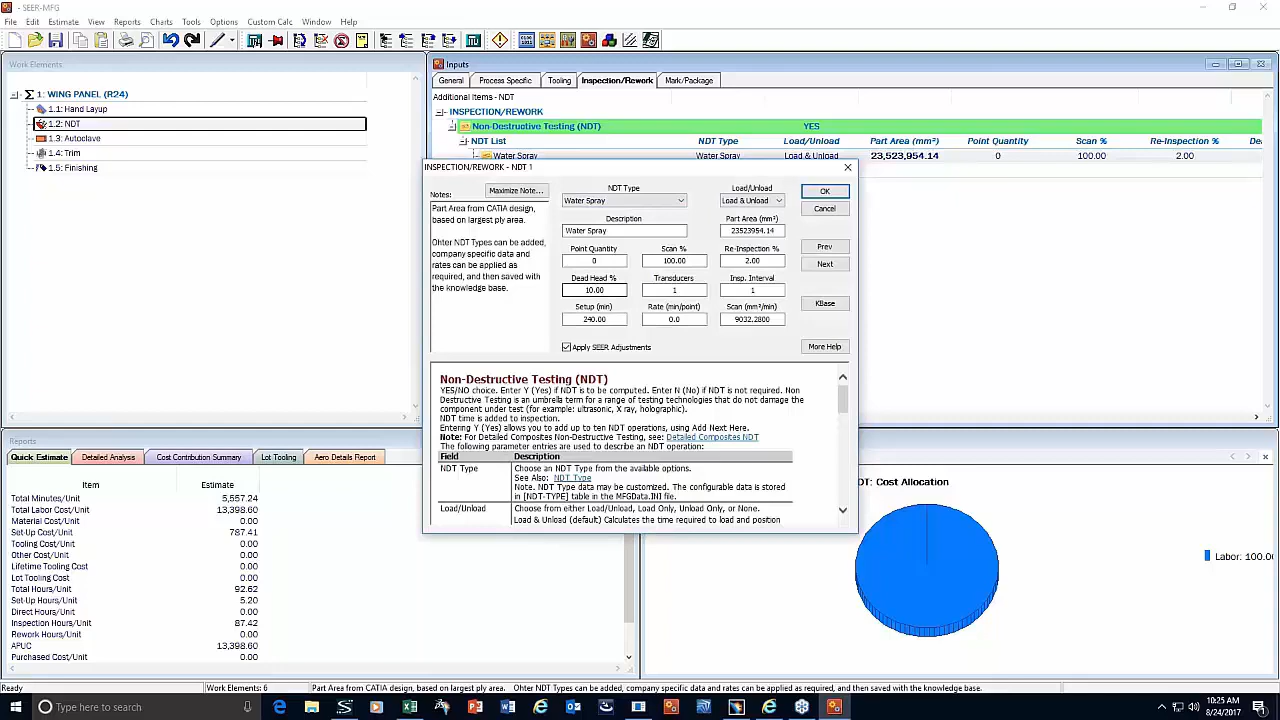 SEER-MFG
File Edit Estimate View Reports Charts Tools Options Custom Calc Window Help
Work Elements
1: WING PANEL (R24)
1.1: Hand Layup
1.2: NDT
1.3: Autoclave
1.4: Trim
1.5: Finishing
Inputs
General Process Specific Tooling Inspection/Rework Mark/Package
Additional Items - NDT
INSPECTION/REWORK
Non-Destructive Testing (NDT) YES
NDT List NDT Type Load/Unload Part Area (mm²) Point Quantity Scan % Re-Inspection % De
Water Spray Water Spray Load & Unload 23,523,954.14 0 100.00 2.00
INSPECTION/REWORK - NDT 1
Notes: Maximize Note...
Part Area from CATIA design, based on largest ply area.
Ohter NDT Types can be added, company specific data and rates can be applied as required, and then saved with the knowledge base.
NDT Type Load/Unload
Water Spray Load & Unload
Description Part Area (mm²)
Water Spray 23523954.14
Point Quantity Scan % Re-Inspection %
0 100.00 2.00
Dead Head % Transducers Insp. Interval
10.00 1 1
Setup (min) Rate (min/point) Scan (mm²/min)
240.00 0.0 9032.2800
Apply SEER Adjustments
OK
Cancel
Prev
Next
KBase
More Help
Non-Destructive Testing (NDT)
YES/NO choice. Enter Y (Yes) if NDT is to be computed. Enter N (No) if NDT is not required. Non
Destructive Testing is an umbrella term for a range of testing technologies that do not damage the
component under test (for example: ultrasonic, X ray, holographic).
NDT time is added to inspection.
Entering Y (Yes) allows you to add up to ten NDT operations, using Add Next Here.
Note: For Detailed Composites Non-Destructive Testing, see: Detailed Composites NDT
The following parameter entries are used to describe an NDT operation:
Field Description
NDT Type Choose an NDT Type from the available options.
See Also: NDT Type
Note. NDT Type data may be customized. The configurable data is stored
in [NDT-TYPE] table in the MFGData.INI file.
Load/Unload Choose from either Load/Unload, Load Only, Unload Only, or None.
Load & Unload (default) Calculates the time required to load and position
Reports
Quick Estimate Detailed Analysis Cost Contribution Summary Lot Tooling Aero Details Report
Item Estimate
Total Minutes/Unit 5,557.24
Total Labor Cost/Unit 13,398.60
Material Cost/Unit 0.00
Set-Up Cost/Unit 787.41
Tooling Cost/Unit 0.00
Other Cost/Unit 0.00
Lifetime Tooling Cost 0.00
Lot Tooling Cost 0.00
Total Hours/Unit 92.62
Set-Up Hours/Unit 5.20
Direct Hours/Unit 0.00
Inspection Hours/Unit 87.42
Rework Hours/Unit 0.00
APUC 13,398.60
Purchased Cost/Unit 0.00
DT: Cost Allocation
Labor: 100.0
Ready Work Elements: 6 Part Area from CATIA design, based on largest ply area. Ohter NDT Types can be added, company specific data and rates can be applied as required, and then saved with the knowledge base.
Type here to search
10:25 AM
8/24/2017